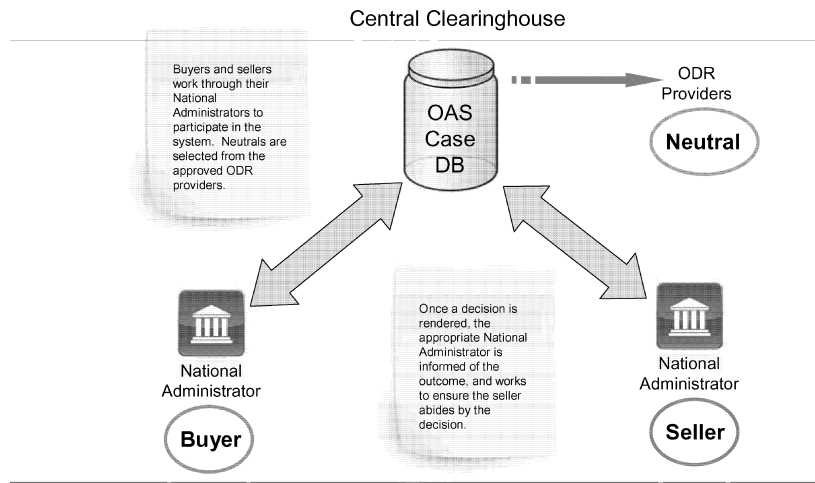 Central Clearinghouse
Buyers and sellers
work through their
National
Administrators to
participate in the
system. Neutrals are
selected from the
approved ODR
providers.
OAS
Case
DB
ODR
Providers
Neutral
Once a decision is
rendered, the
appropriate National
Administrator is
informed of the
outcome, and works
to ensure the seller
abides by the
decision.
National
Administrator
Buyer
National
Administrator
Seller